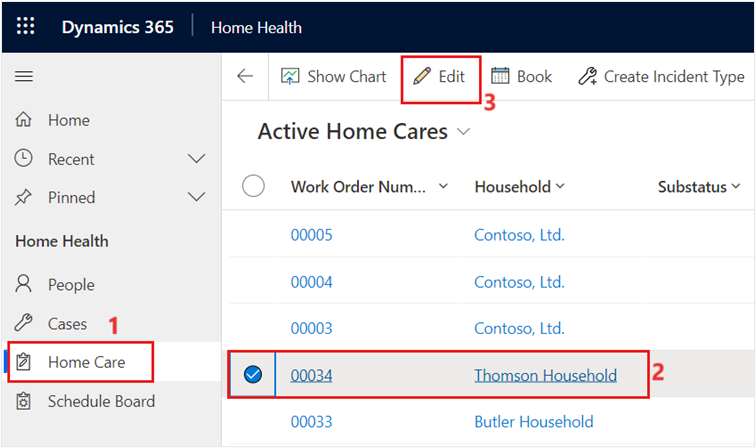 Dynamics 365 Home Health
Show Chart Edit Book Create Incident Type
3
Home
Active Home Cares
Recent
Work Order Num... Household Substatus
Pinned
00005 Contoso, Ltd.
Home Health
People
00004 Contoso, Ltd.
Cases 1
00003 Contoso, Ltd.
Home Care
00034 Thomson Household 2
Schedule Board
00033 Butler Household